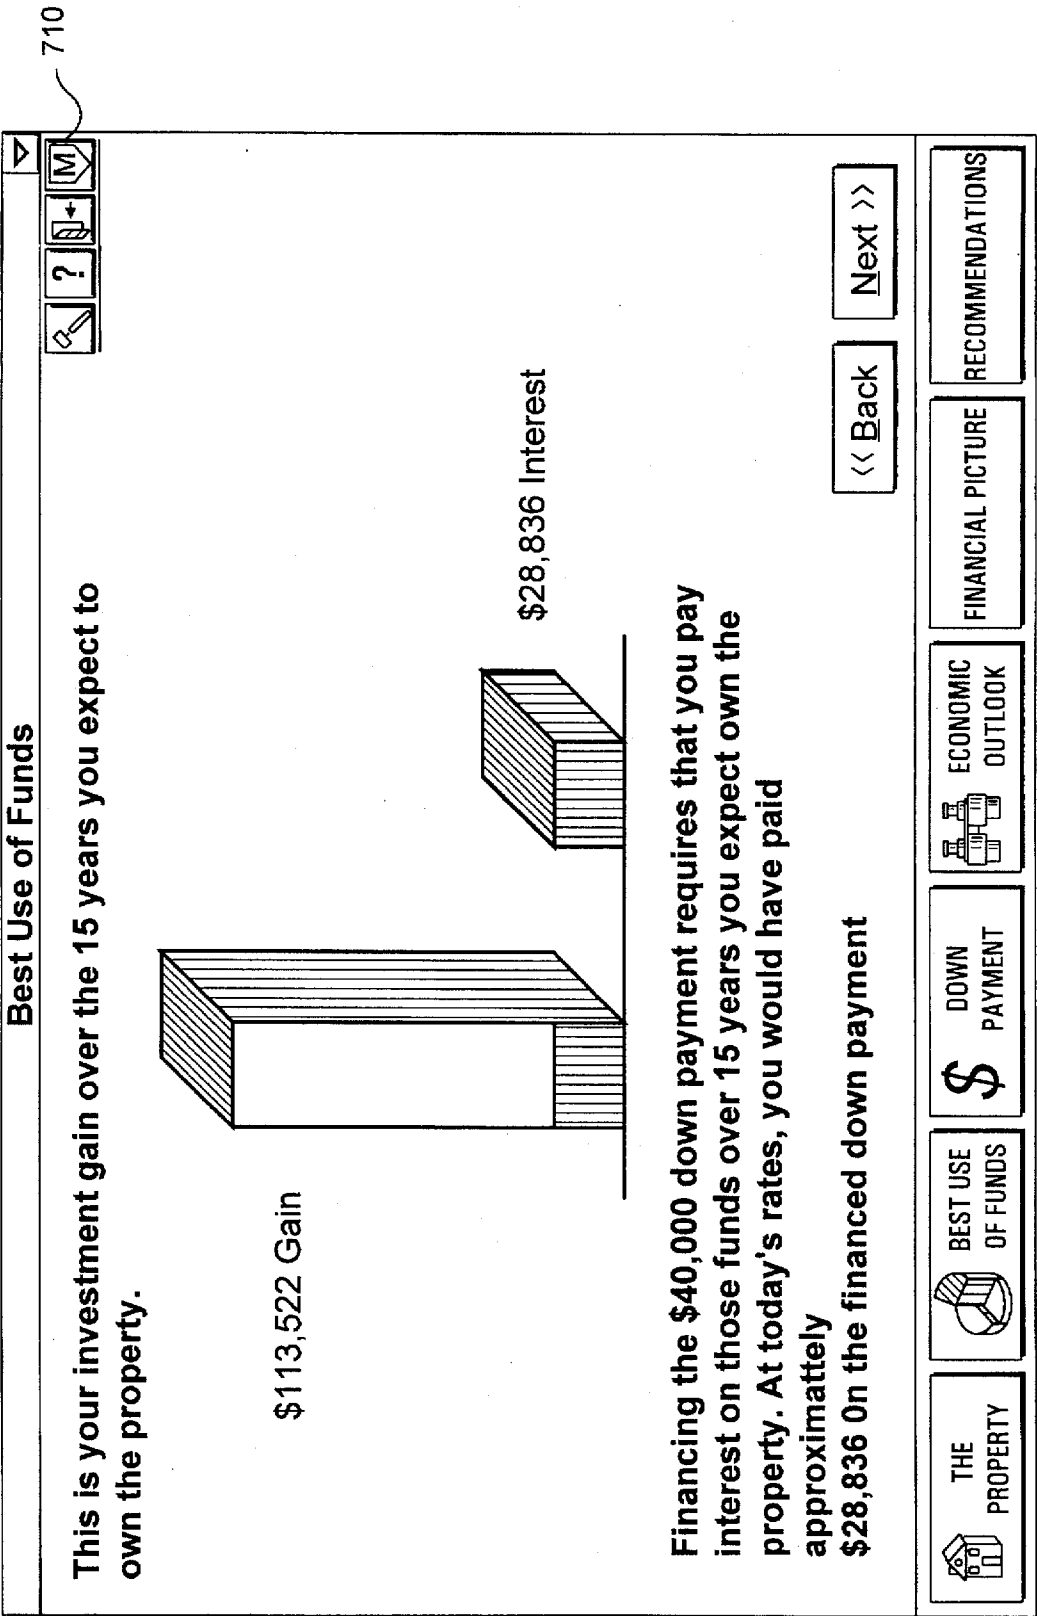 710
Best Use of Funds
M
?
This is your investment gain over the 15 years you expect to
own the property.
$113,522 Gain
$28,836 Interest
Financing the $40,000 down payment requires that you pay
interest on those funds over 15 years you expect own the
property. At today's rates, you would have paid
approximattely
$28,836 0n the financed down payment
<< Back
Next >>
THE
PROPERTY
BEST USE
OF FUNDS
$
DOWN
PAYMENT
ECONOMIC
OUTLOOK
FINANCIAL PICTURE
RECOMMENDATIONS